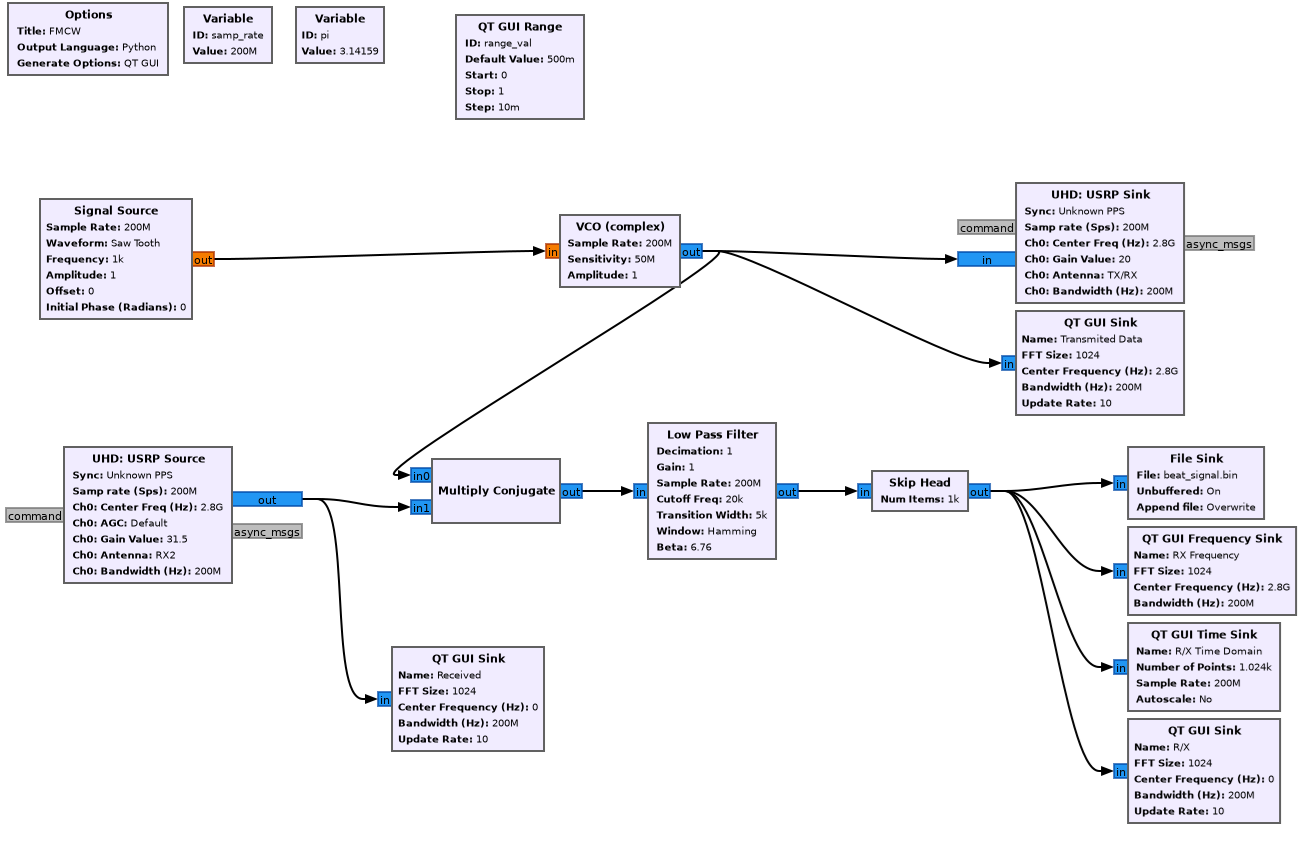 Options
Title: FMCW
Output Language: Python
Generate Options: QT GUI
Variable
ID: samp_rate
Value: 200M
Variable
ID: pi
Value: 3.14159
QT GUI Range
ID: range_val
Default Value: 500m
Start: 0
Stop: 1
Step: 10m
Signal Source
Sample Rate: 200M
Waveform: Saw Tooth
Frequency: 1k
Amplitude: 1
Offset: 0
Initial Phase (Radians): 0
out
in
VCO (complex)
Sample Rate: 200M
Sensitivity: 50M
Amplitude: 1
out
command
in
UHD: USRP Sink
Sync: Unknown PPS
Samp rate (Sps): 200M
Ch0: Center Freq (Hz): 2.8G
Ch0: Gain Value: 20
Ch0: Antenna: TX/RX
Ch0: Bandwidth (Hz): 200M
async_msgs
in
QT GUI Sink
Name: Transmited Data
FFT Size: 1024
Center Frequency (Hz): 2.8G
Bandwidth (Hz): 200M
Update Rate: 10
command
UHD: USRP Source
Sync: Unknown PPS
Samp rate (Sps): 200M
Ch0: Center Freq (Hz): 2.8G
Ch0: AGC: Default
Ch0: Gain Value: 31.5
Ch0: Antenna: RX2
Ch0: Bandwidth (Hz): 200M
out
async_msgs
in0
in1
Multiply Conjugate
out
in
Low Pass Filter
Decimation: 1
Gain: 1
Sample Rate: 200M
Cutoff Freq: 20k
Transition Width: 5k
Window: Hamming
Beta: 6.76
out
in
Skip Head
Num Items: 1k
out
in
File Sink
File: beat_signal.bin
Unbuffered: On
Append file: Overwrite
in
QT GUI Frequency Sink
Name: RX Frequency
FFT Size: 1024
Center Frequency (Hz): 2.8G
Bandwidth (Hz): 200M
in
QT GUI Time Sink
Name: R/X Time Domain
Number of Points: 1.024k
Sample Rate: 200M
Autoscale: No
in
QT GUI Sink
Name: R/X
FFT Size: 1024
Center Frequency (Hz): 0
Bandwidth (Hz): 200M
Update Rate: 10
in
QT GUI Sink
Name: Received
FFT Size: 1024
Center Frequency (Hz): 0
Bandwidth (Hz): 200M
Update Rate: 10